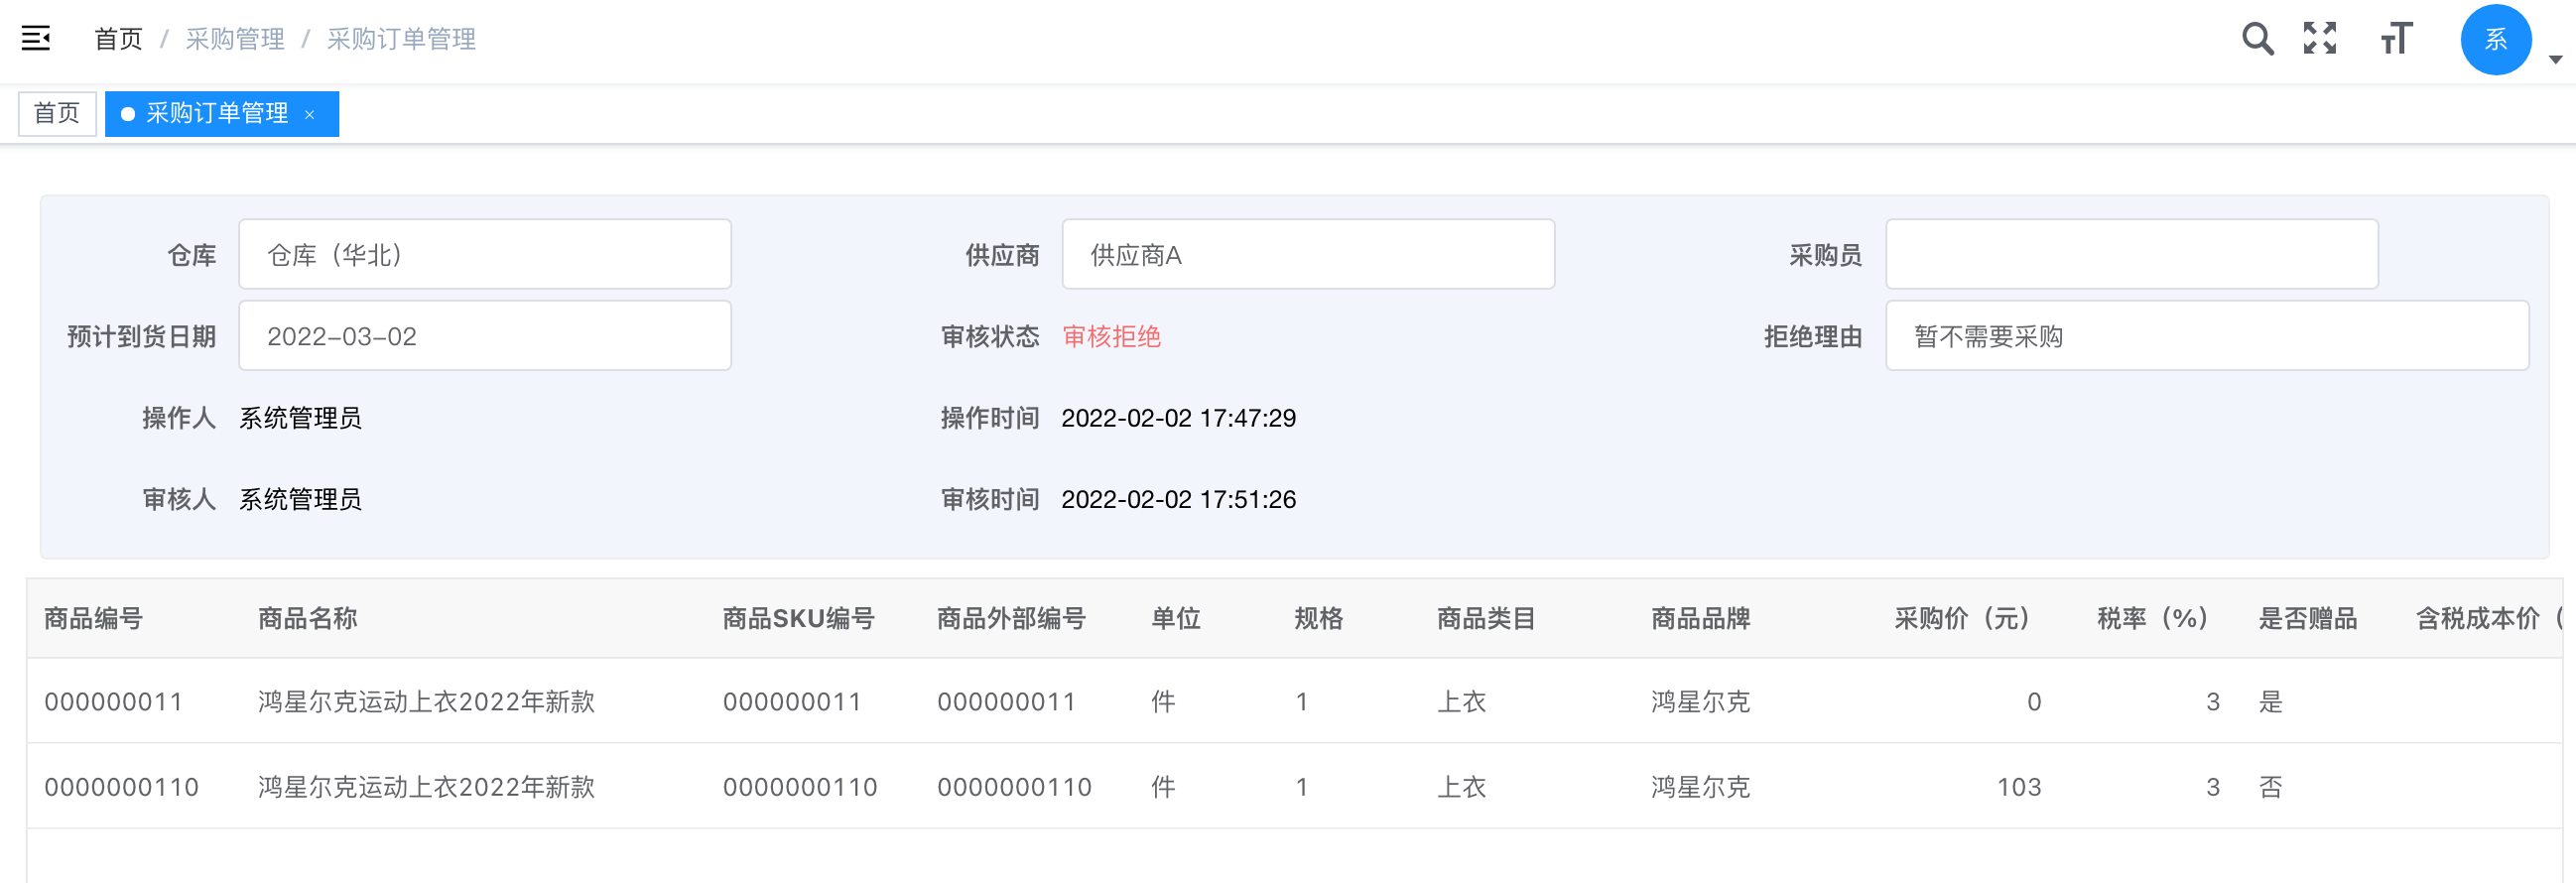 首页 / 采购管理 / 采购订单管理 系
首页 采购订单管理 ×
仓库 仓库（华北） 供应商 供应商A 采购员
预计到货日期 2022-03-02 审核状态 审核拒绝 拒绝理由 暂不需要采购
操作人 系统管理员 操作时间 2022-02-02 17:47:29
审核人 系统管理员 审核时间 2022-02-02 17:51:26
商品编号 商品名称 商品SKU编号 商品外部编号 单位 规格 商品类目 商品品牌 采购价（元） 税率（%） 是否赠品 含税成本价（
000000011 鸿星尔克运动上衣2022年新款 000000011 000000011 件 1 上衣 鸿星尔克 0 3 是
0000000110 鸿星尔克运动上衣2022年新款 0000000110 0000000110 件 1 上衣 鸿星尔克 103 3 否